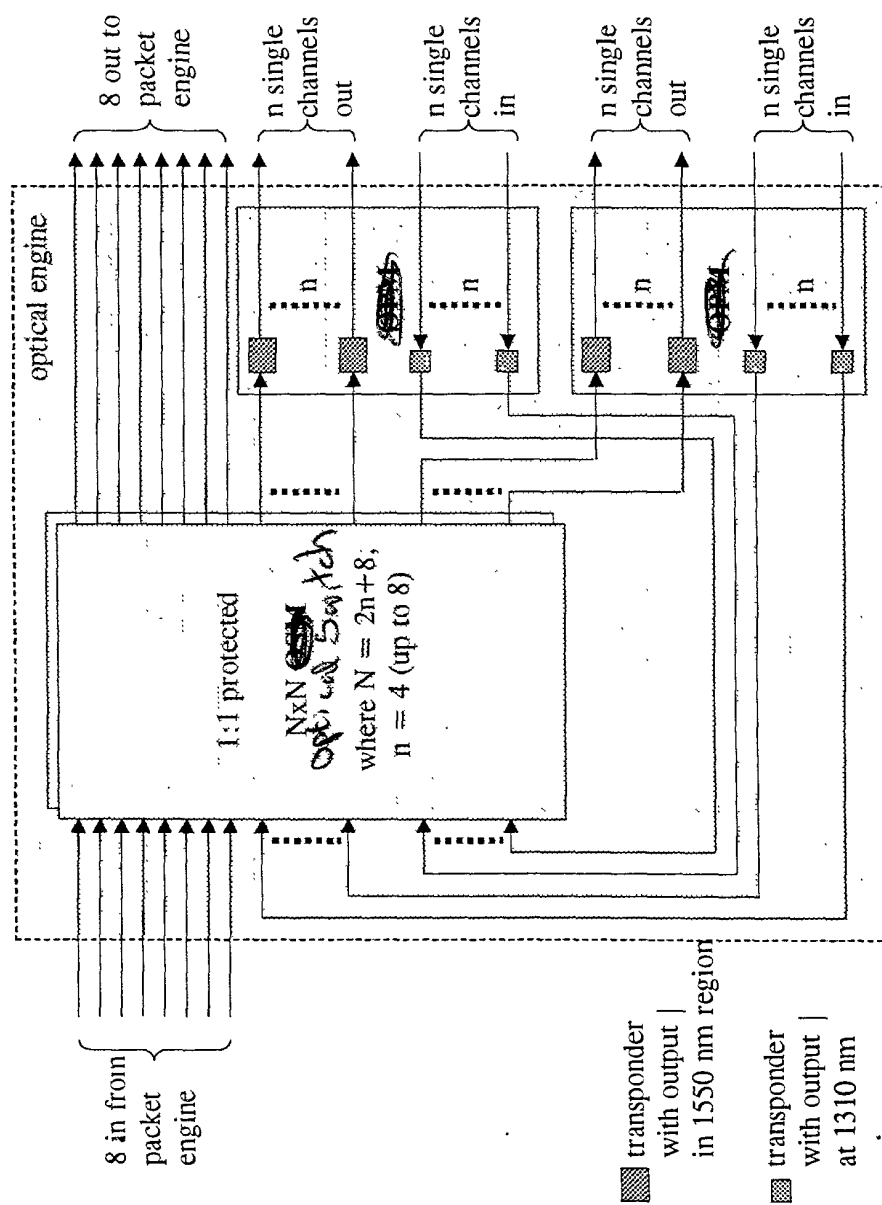 8 in from
packet
engine
optical engine
1:1 protected
NxN
optical Switch
where N = 2n+8,
n = 4 (up to 8)
8 out to
packet
engine
n single
channels
out
n single
channels
in
n single
channels
out
n single
channels
in
n
n
n
n
transponder
with output |
in 1550 nm region
transponder
with output |
at 1310 nm